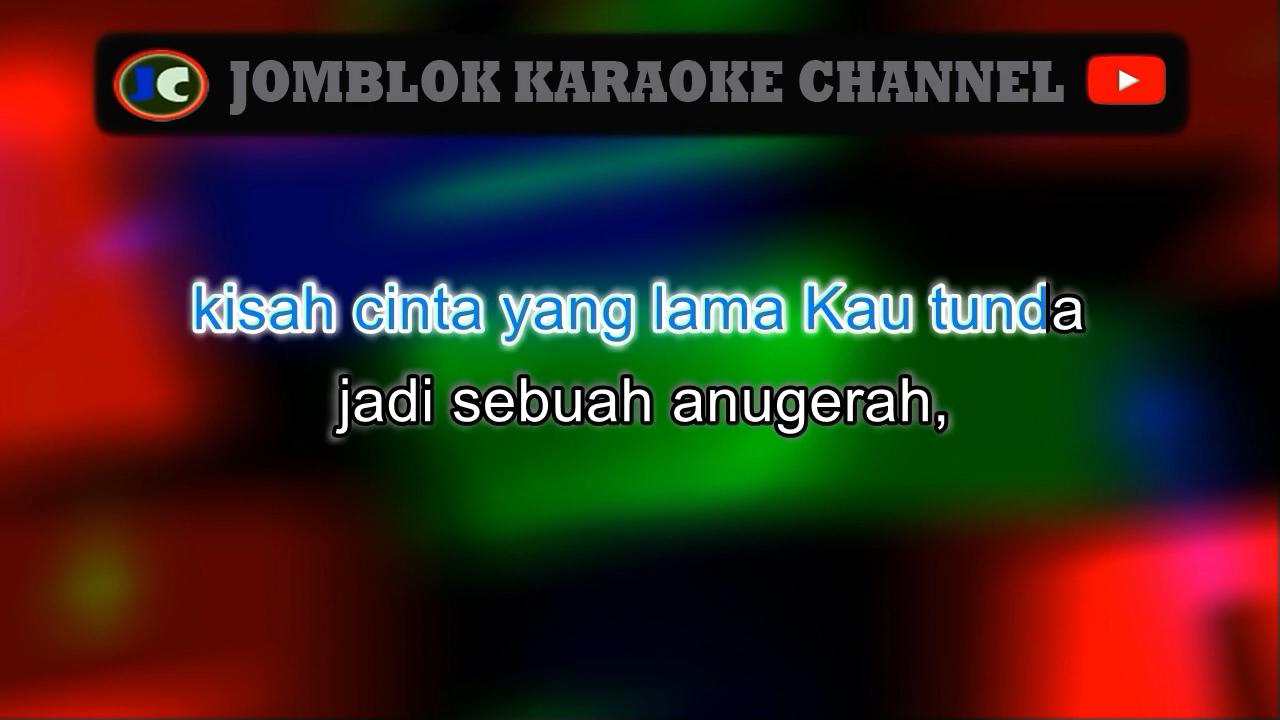 JC JOMBLOK KARAOKE CHANNEL
kisah cinta yang lama Kau tunda
jadi sebuah anugerah,